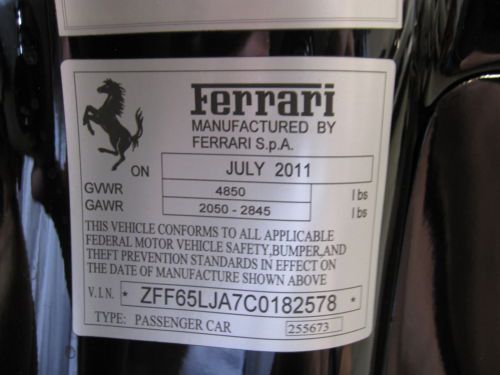 Ferrari
MANUFACTURED BY
FERRARI S.p.A.
ON JULY 2011
GVWR 4850 lbs
GAWR 2050 - 2845 lbs
THIS VEHICLE CONFORMS TO ALL APPLICABLE
FEDERAL MOTOR VEHICLE SAFETY,BUMPER,AND
THEFT PREVENTION STANDARDS IN EFFECT ON
THE DATE OF MANUFACTURE SHOWN ABOVE
V.I.N. * ZFF65LJA7C0182578 *
TYPE: PASSENGER CAR 255673